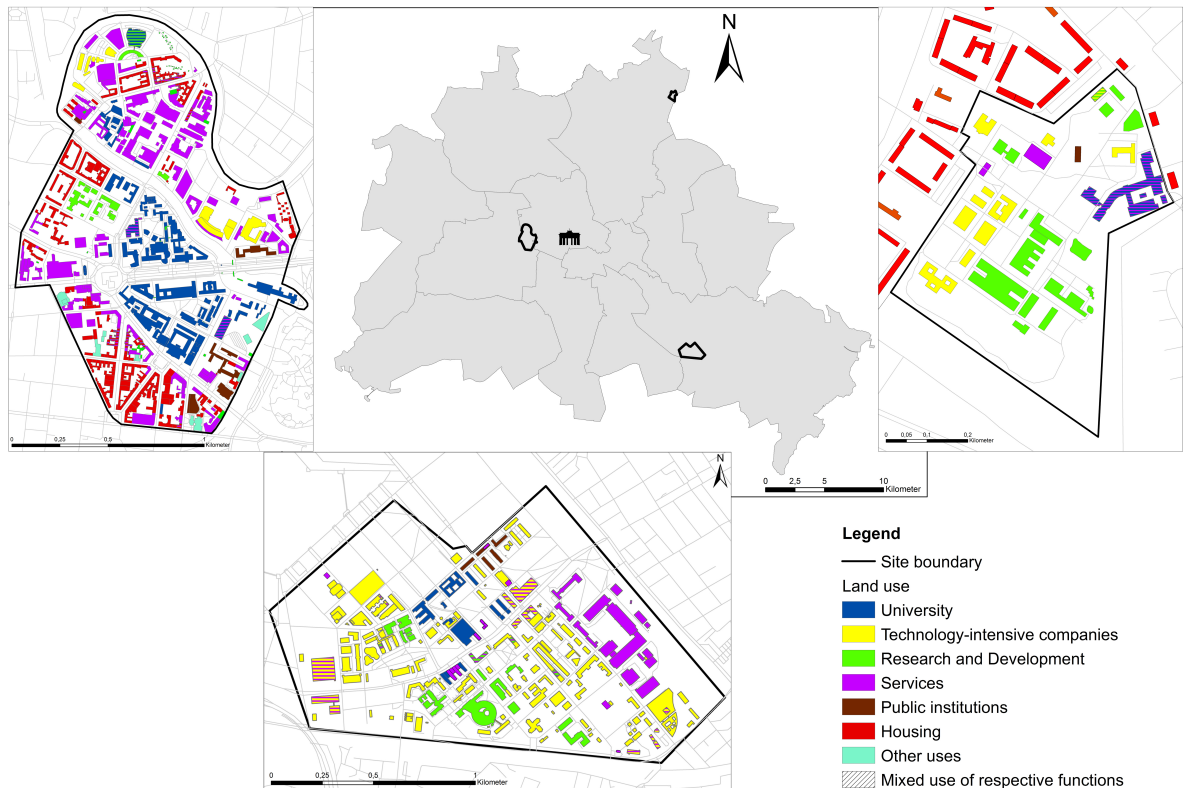 N
0 0,25 0,5 1
Kilometer
0 2,5 5 10
Kilometer
0 0,05 0,1 0,2
Kilometer
N
0 0,25 0,5 1
Kilometer
Legend
Site boundary
Land use
University
Technology-intensive companies
Research and Development
Services
Public institutions
Housing
Other uses
Mixed use of respective functions